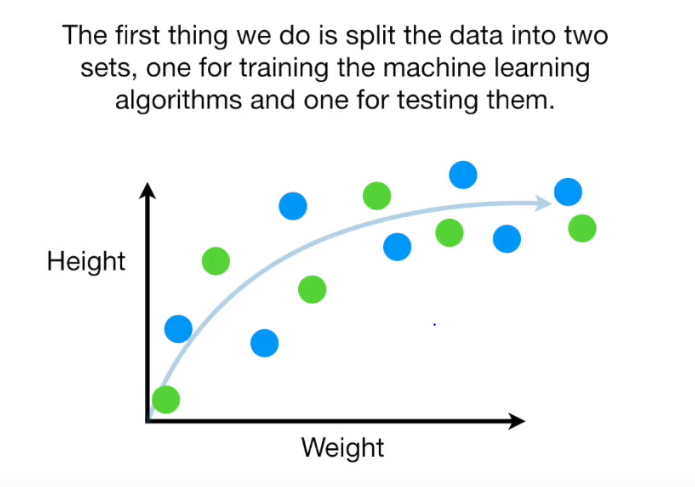 The first thing we do is split the data into two
sets, one for training the machine learning
algorithms and one for testing them.
Height
Weight